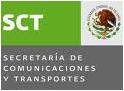 SCT
SECRETARÍA DE
COMUNICACIONES
Y TRANSPORTES